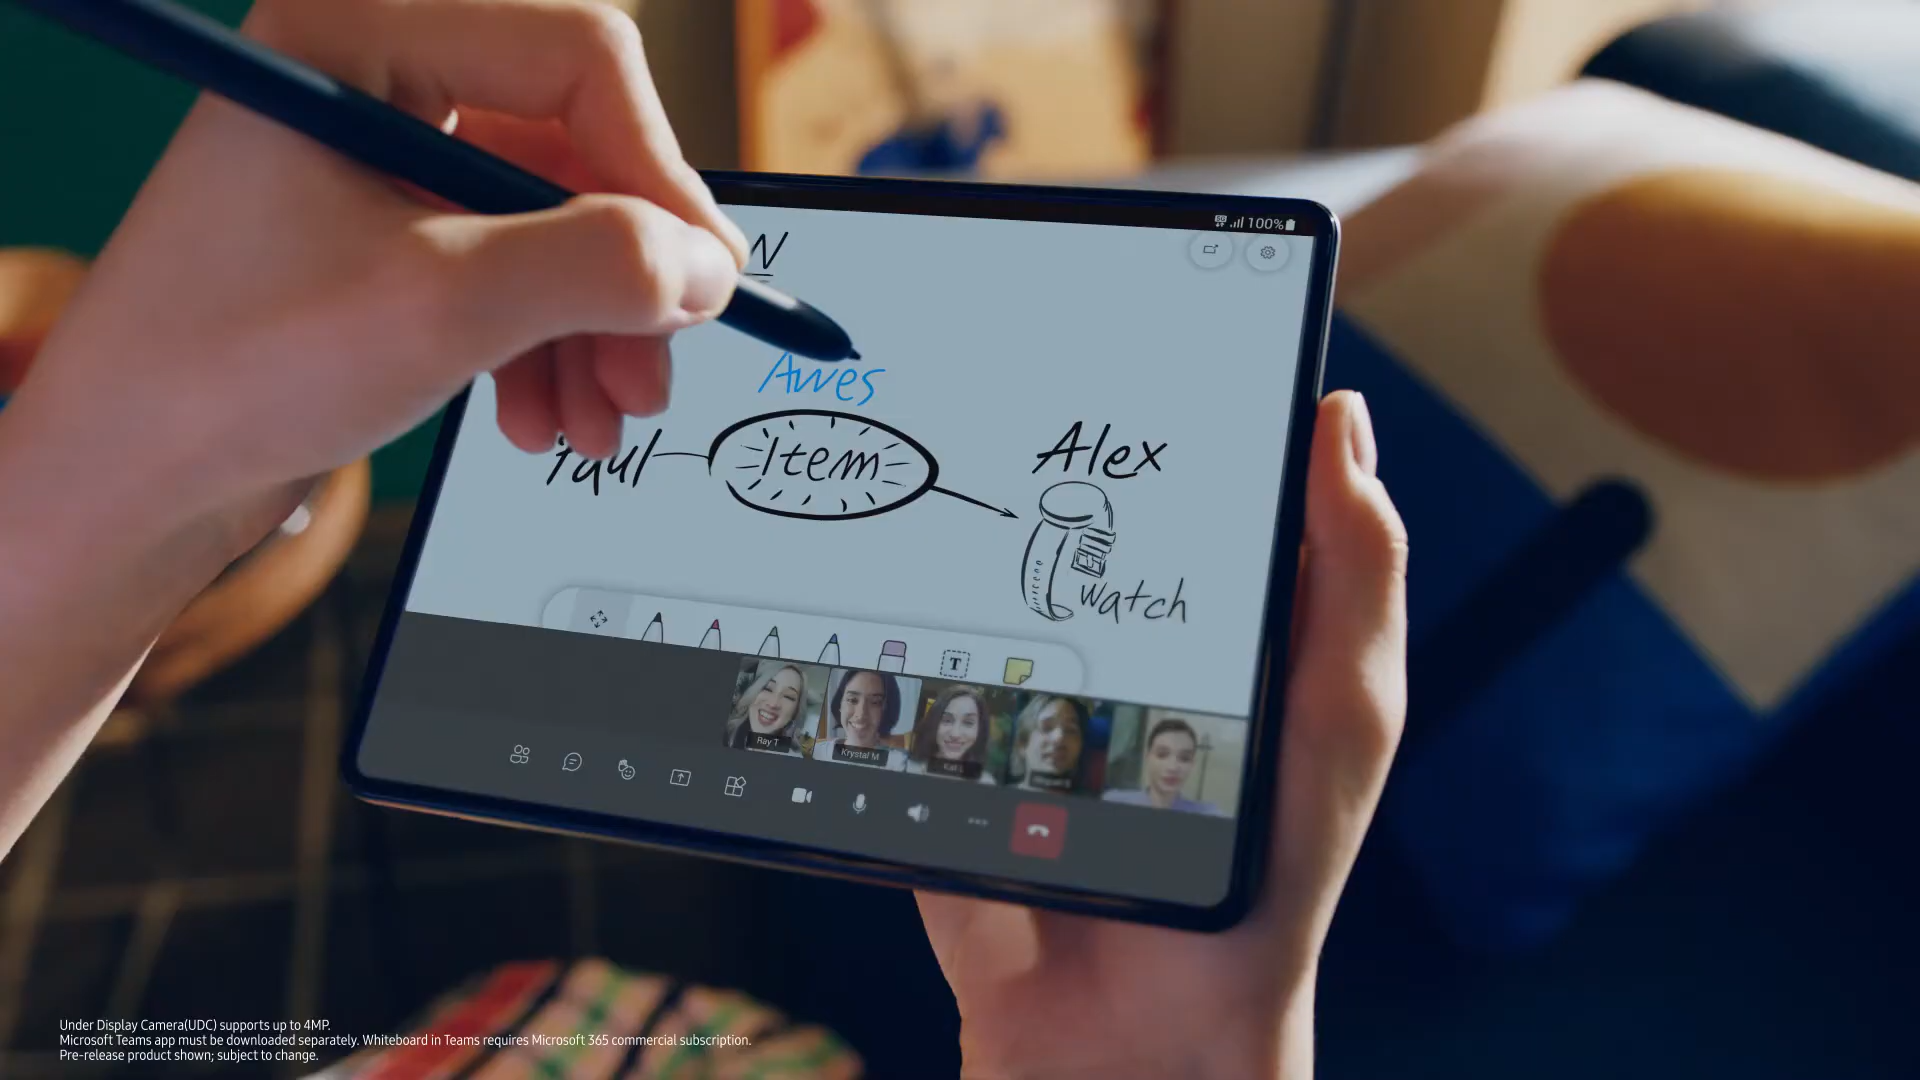 100%
N
Awes
Paul Item Alex
watch
T
Ray T
Krystal M
Kat L
Under Display Camera(UDC) supports up to 4MP.
Microsoft Teams app must be downloaded separately. Whiteboard in Teams requires Microsoft 365 commercial subscription.
Pre-release product shown; subject to change.